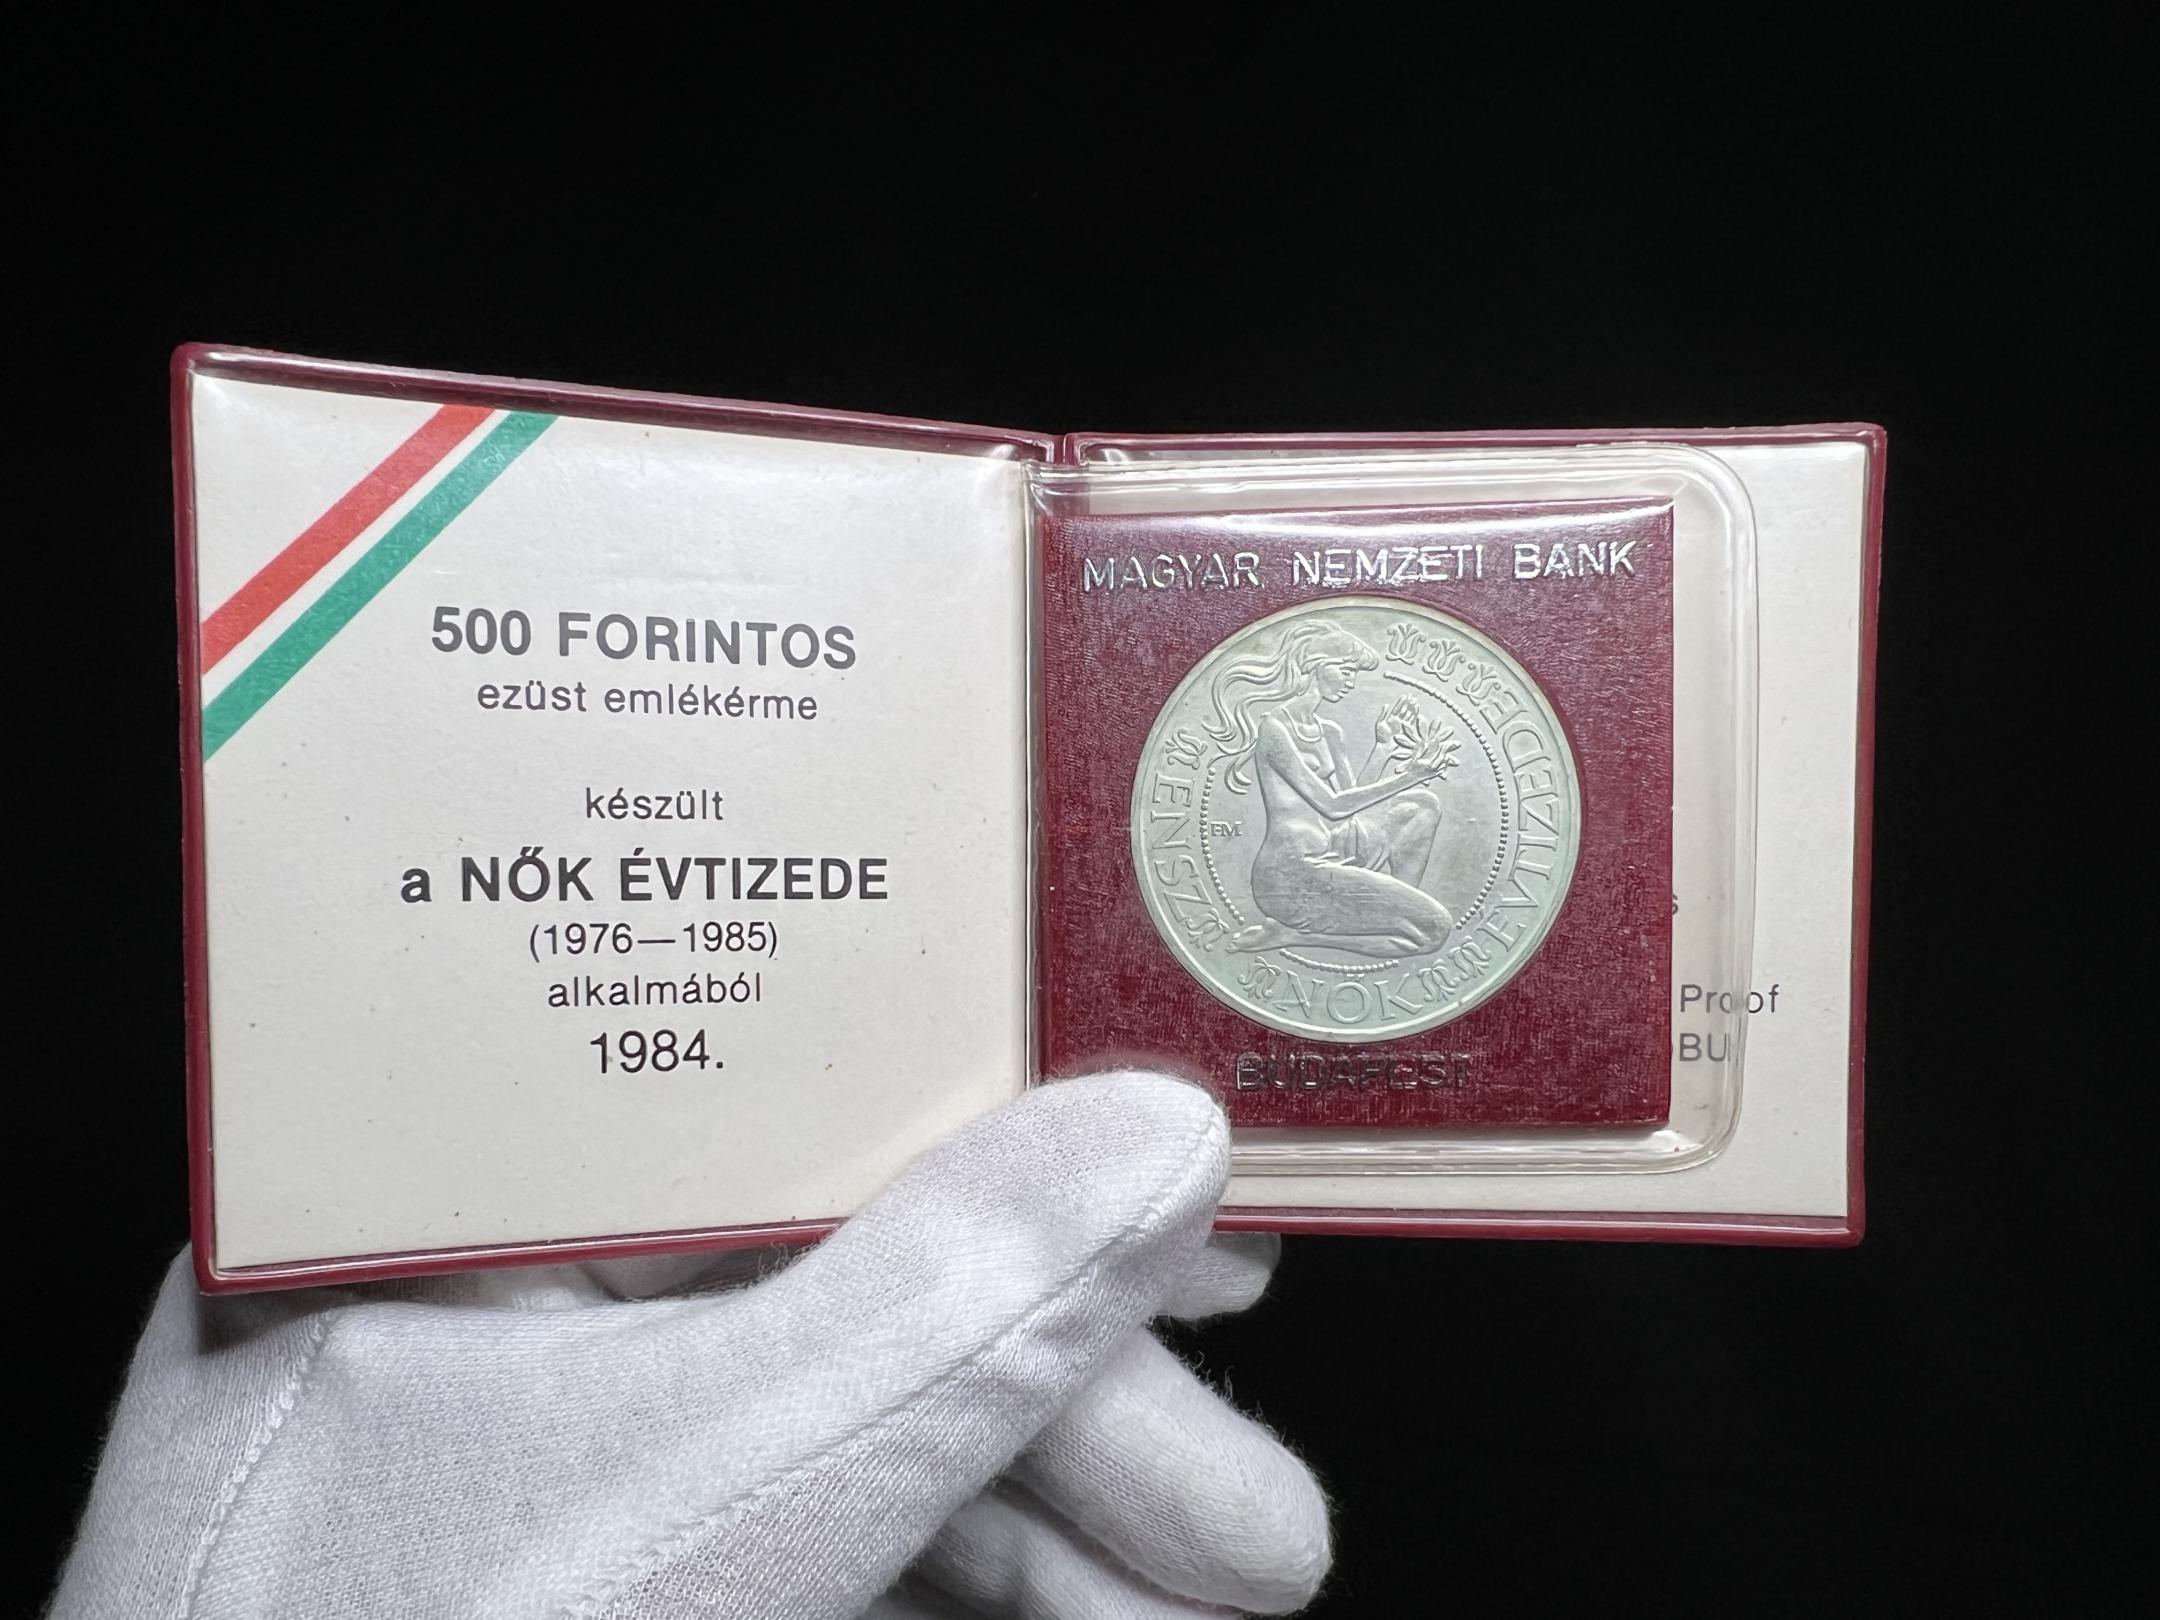 500 FORINTOS
ezüst emlékérme
készült
a NŐK ÉVTIZEDE
(1976—1985)
alkalmából
1984.
MAGYAR NEMZETI BANK
ENSZ
NŐK
ÉVTIZEDE
BUDAPEST
Proof
BU